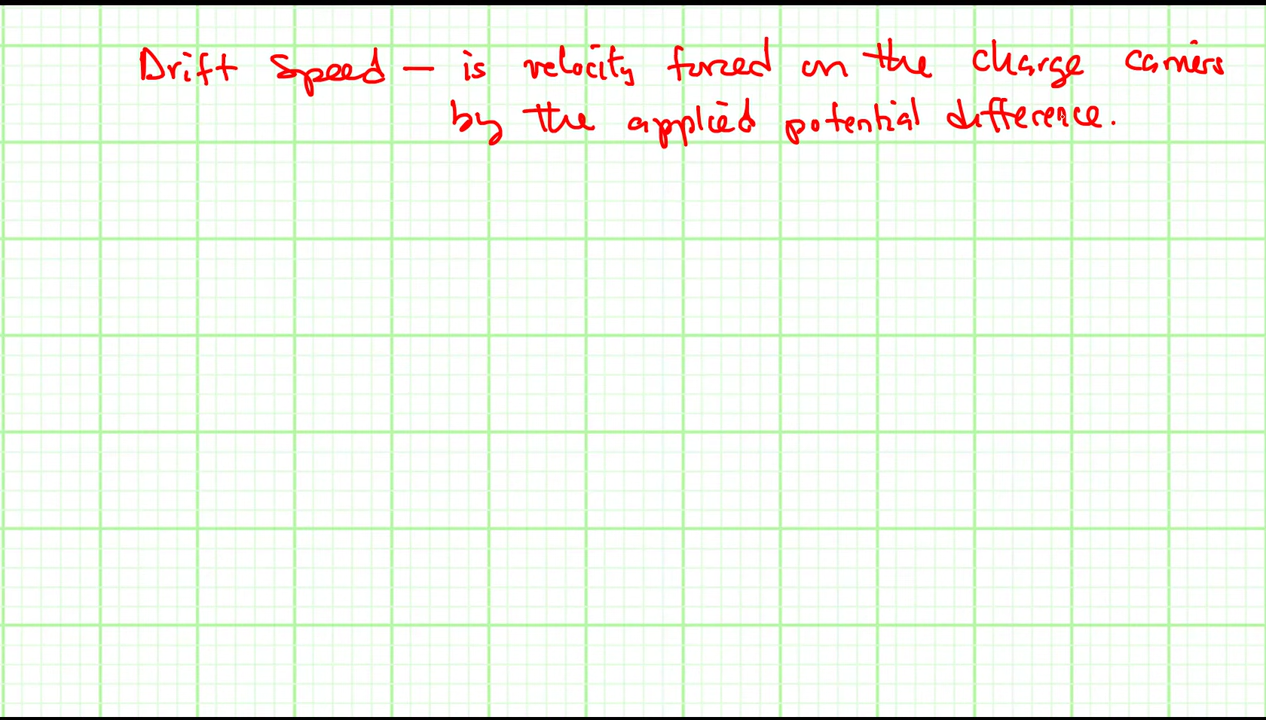 Drift Speed — is velocity forced on the charge carriers
by the applied potential difference.